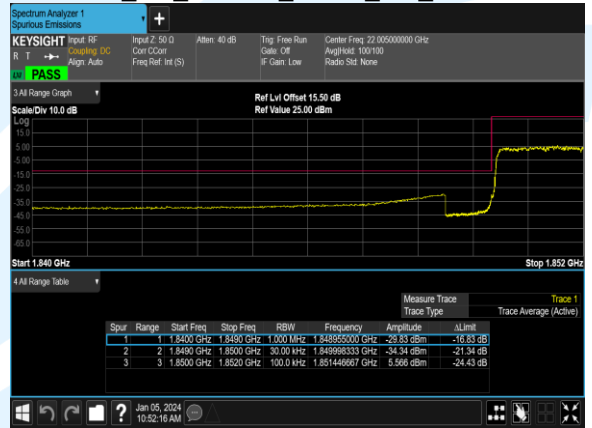 Spectrum Analyzer 1
Spurious Emissions
+
KEYSIGHT Input: RF Input Z: 50 Ω Atten: 40 dB Trig: Free Run Center Freq: 22.005000000 GHz
R T Coupling: DC Corr CCorr Gate: Off Avg|Hold: 100/100
Align: Auto Freq Ref: Int (S) IF Gain: Low Radio Std: None
PASS
3 All Range Graph
Ref Lvl Offset 15.50 dB
Scale/Div 10.0 dB Ref Value 25.00 dBm
Log
15.0
5.00
-5.00
-15.0
-25.0
-35.0
-45.0
-55.0
-65.0
Start 1.840 GHz Stop 1.852 GHz
4 All Range Table
Measure Trace Trace 1
Trace Type Trace Average (Active)
Spur Range Start Freq Stop Freq RBW Frequency Amplitude ΔLimit
1 1 1.8400 GHz 1.8490 GHz 1.000 MHz 1.848955000 GHz -29.83 dBm -16.83 dB
2 2 1.8490 GHz 1.8500 GHz 30.00 kHz 1.849998333 GHz -34.34 dBm -21.34 dB
3 3 1.8500 GHz 1.8520 GHz 100.0 kHz 1.851446667 GHz 5.566 dBm -24.43 dB
? Jan 05, 2024
10:52:16 AM